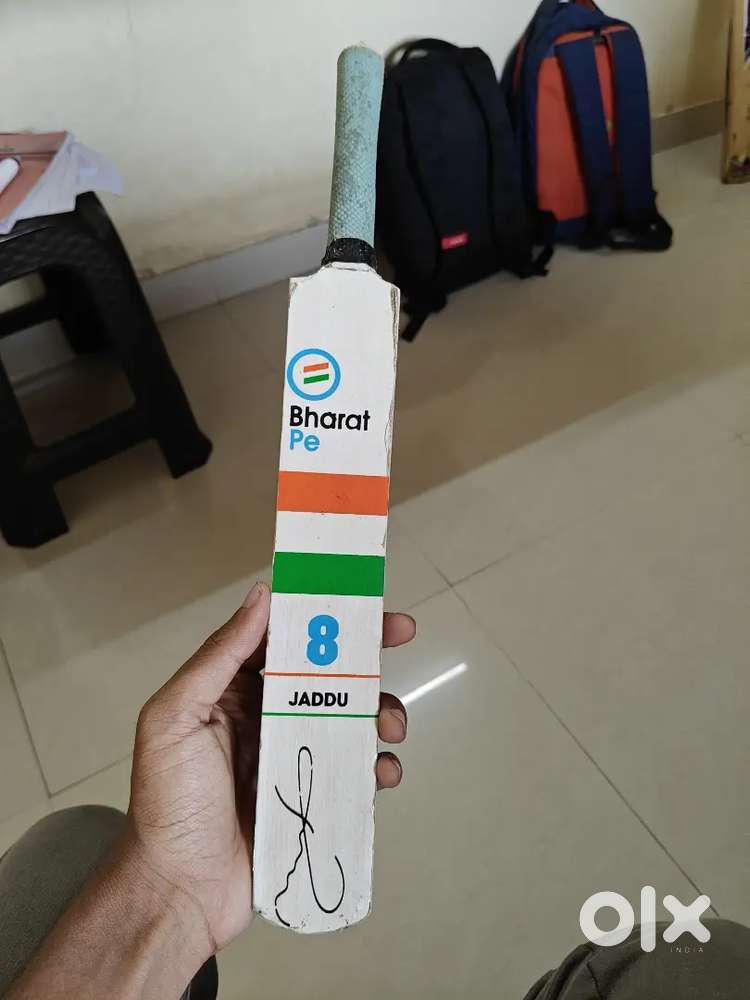 Bharat
Pe
8
JADDU
olx
INDIA